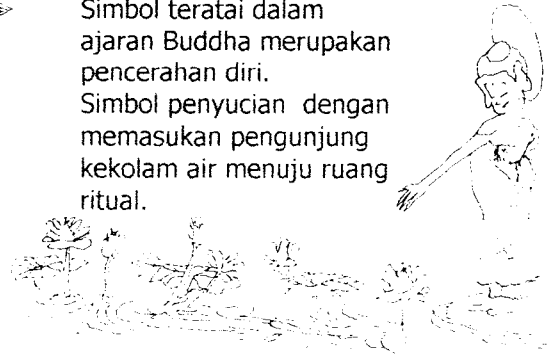 Simbol teratai dalam
ajaran Buddha merupakan
pencerahan diri.
Simbol penyucian dengan
memasukan pengunjung
kekolam air menuju ruang
ritual.